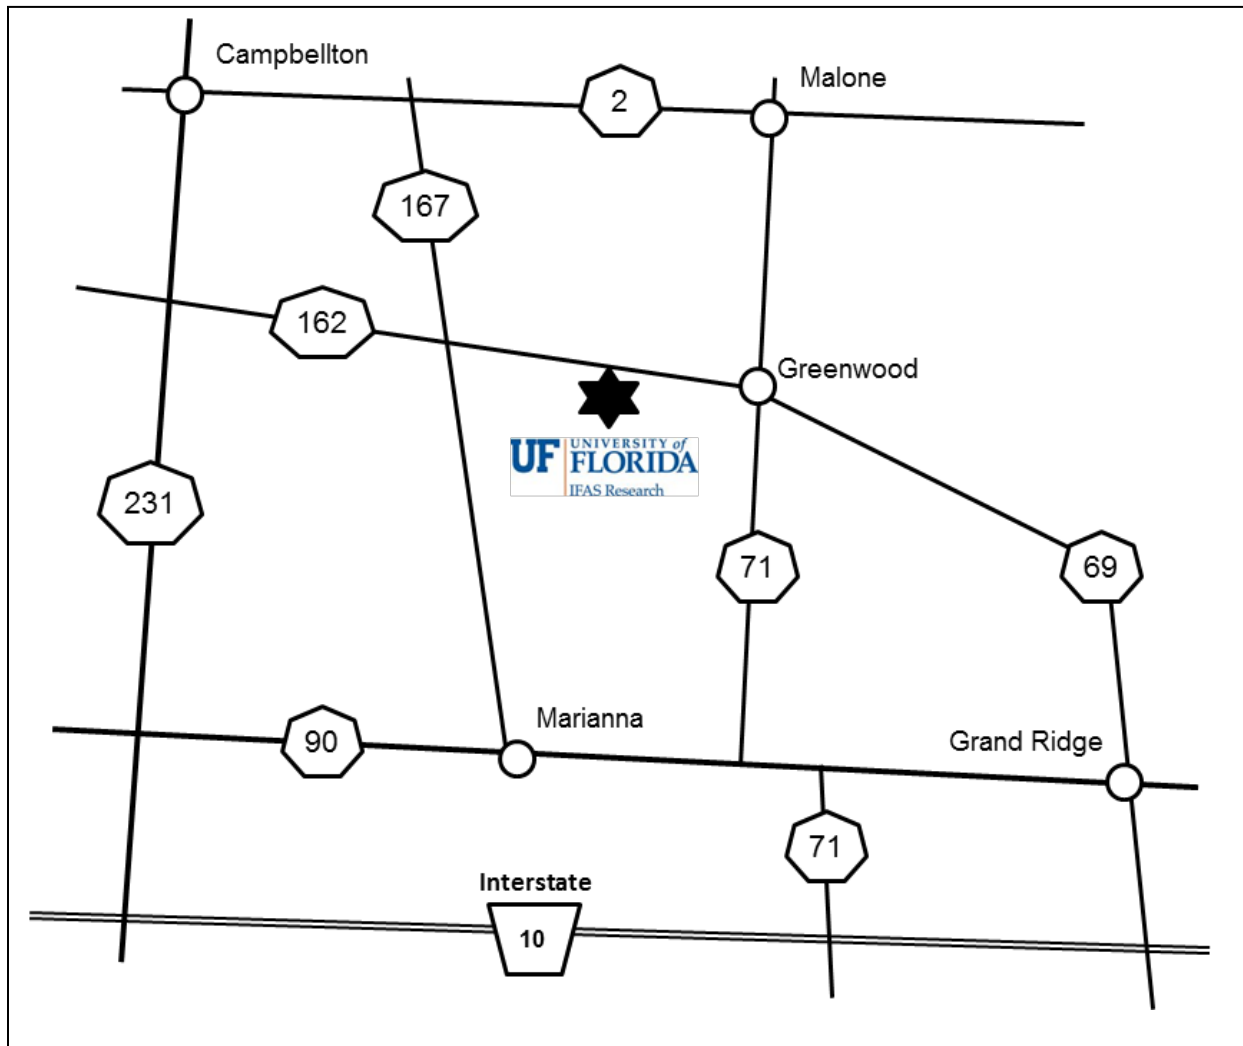 Campbellton
2
Malone
167
162
Greenwood
UF UNIVERSITY of
FLORIDA
IFAS Research
231
71
69
Marianna
90
Grand Ridge
71
Interstate
10